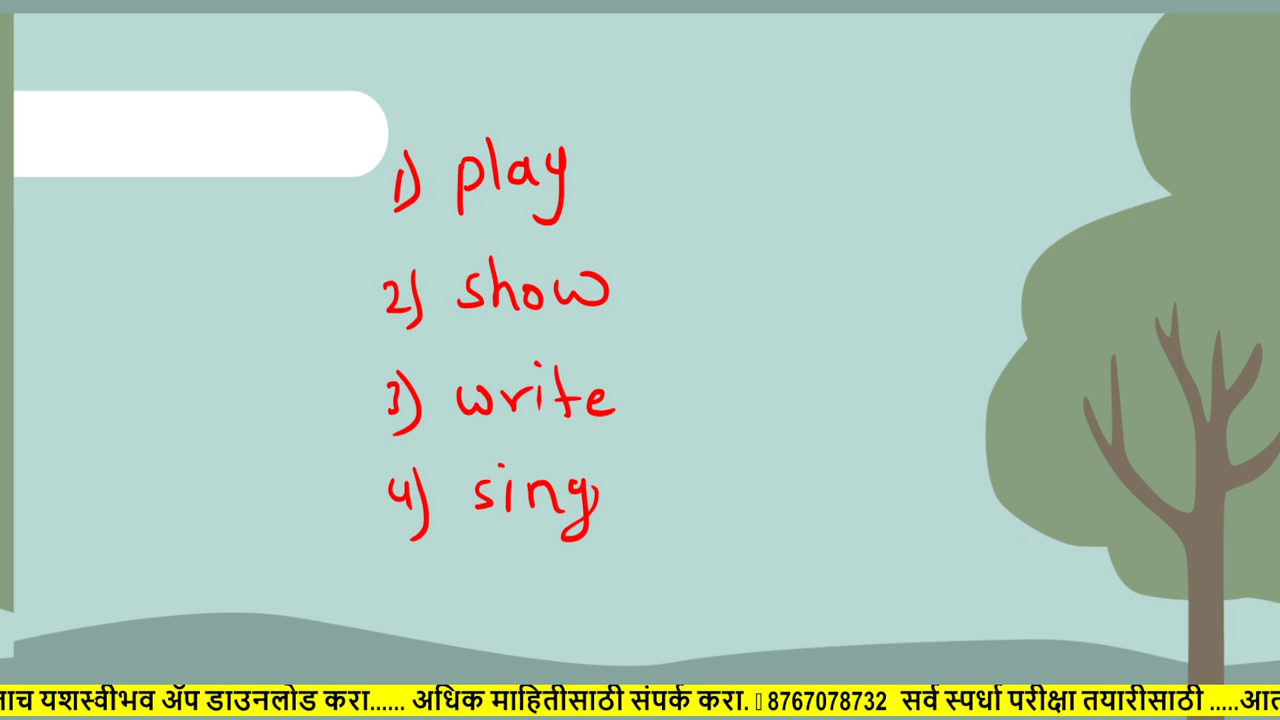 1) play
2) show
3) write
4) sing
नाच यशस्वीभव ॲप डाउनलोड करा...... अधिक माहितीसाठी संपर्क करा. 8767078732 सर्व स्पर्धा परीक्षा तयारीसाठी .....आत